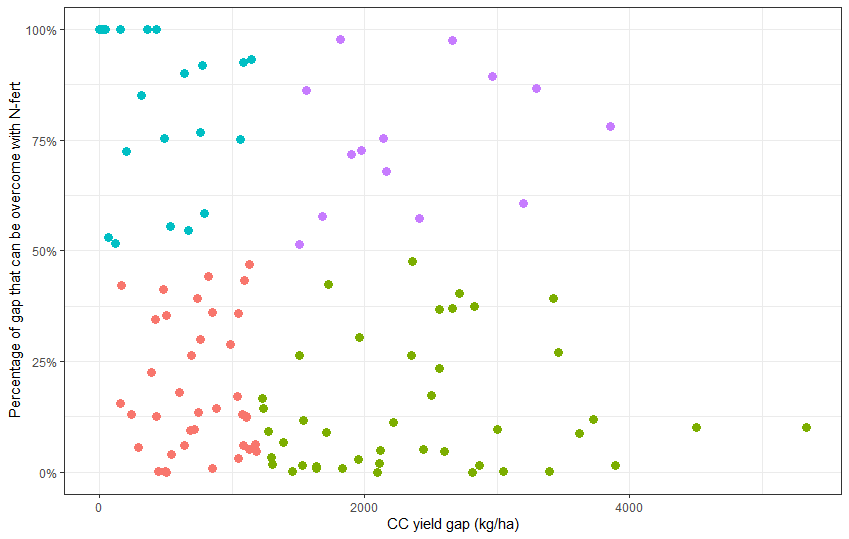 100%
75%
50%
25%
0%
Percentage of gap that can be overcome with N-fert
0 2000 4000
CC yield gap (kg/ha)